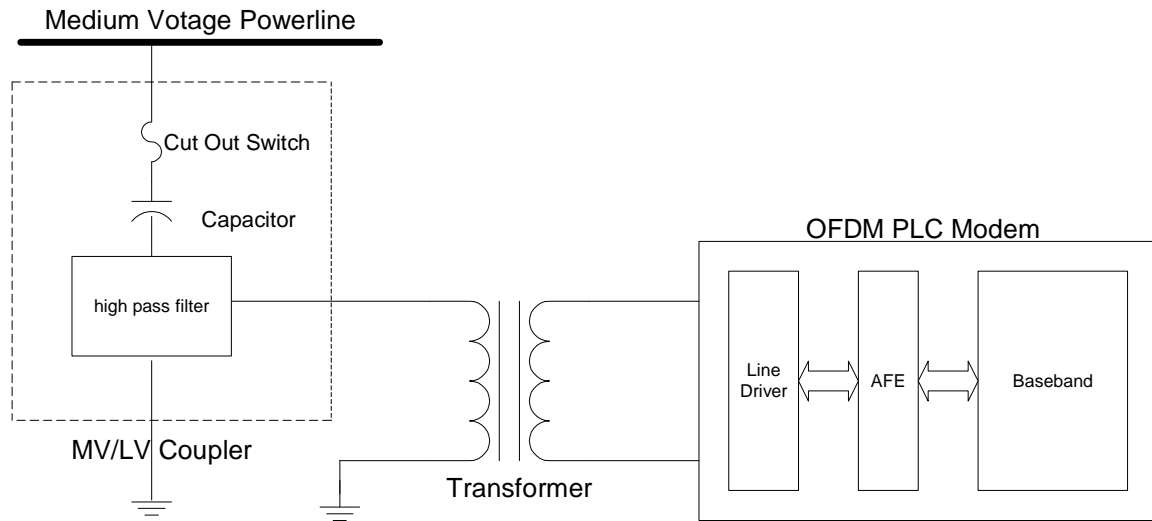 Medium Votage Powerline
Cut Out Switch
Capacitor
high pass filter
MV/LV Coupler
Transformer
OFDM PLC Modem
Line
Driver
AFE
Baseband